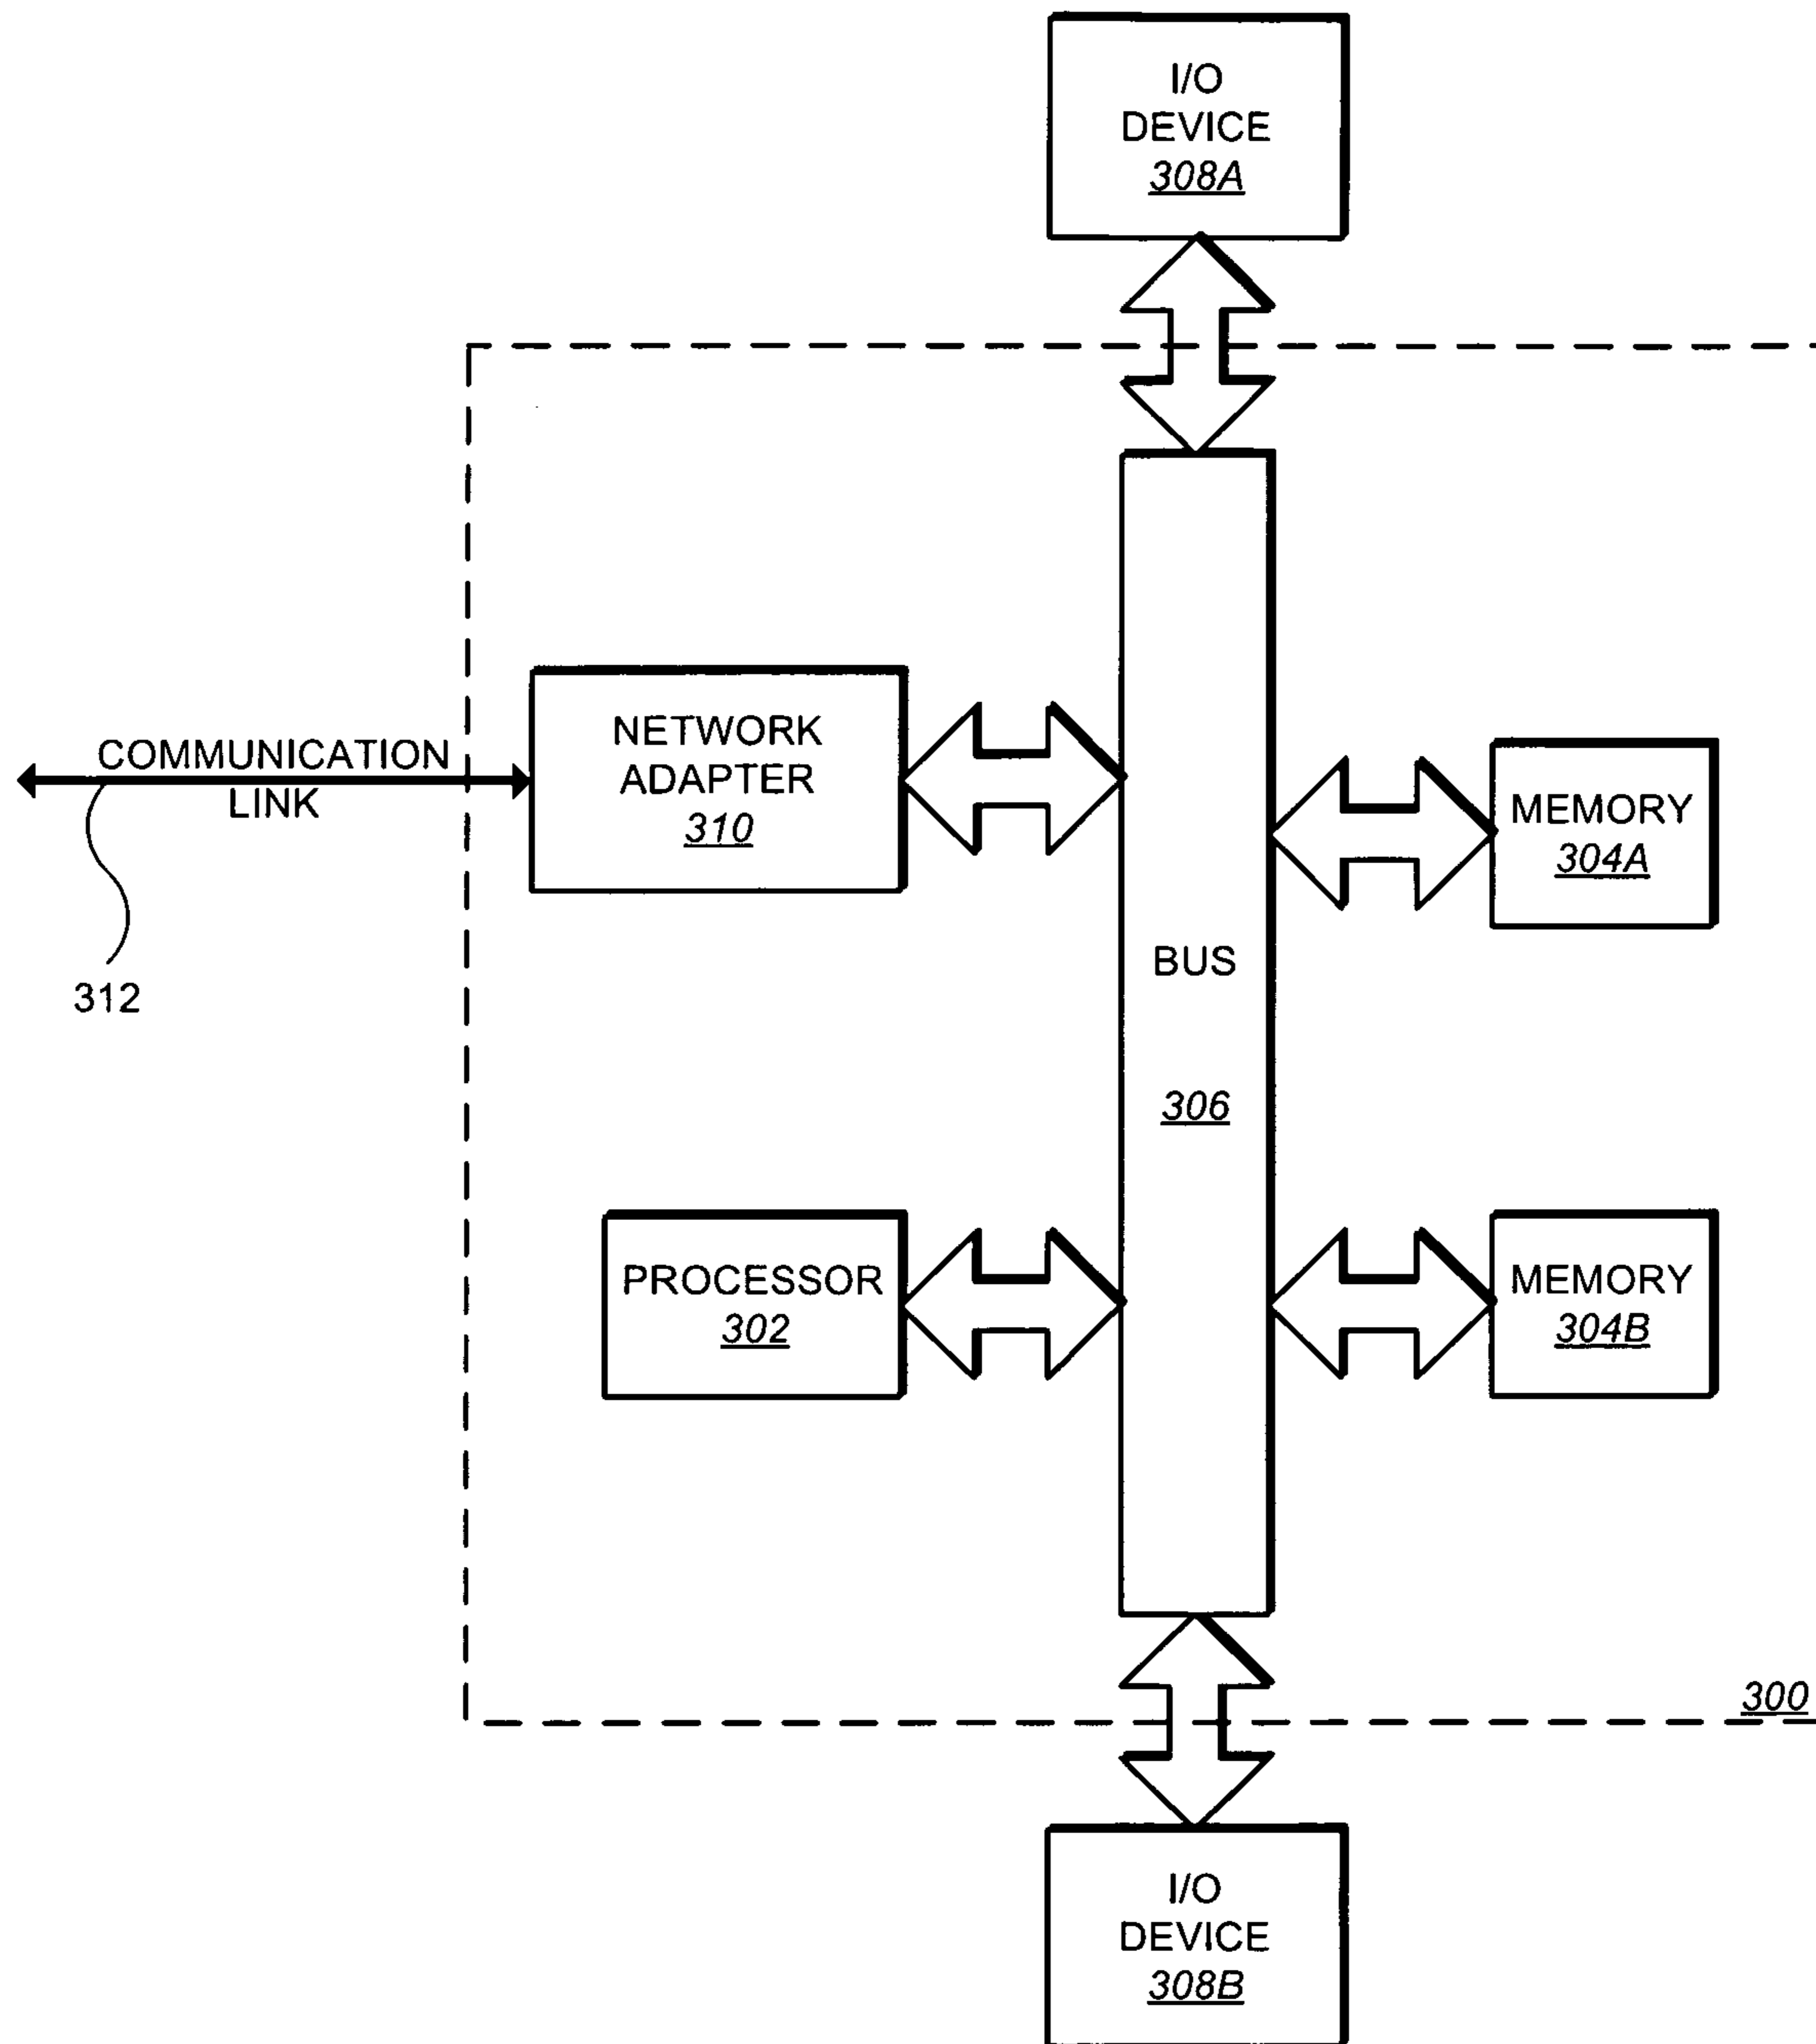 I/O
DEVICE
308A
NETWORK
ADAPTER
310
COMMUNICATION
LINK
312
MEMORY
304A
BUS
306
PROCESSOR
302
MEMORY
304B
300
I/O
DEVICE
308B